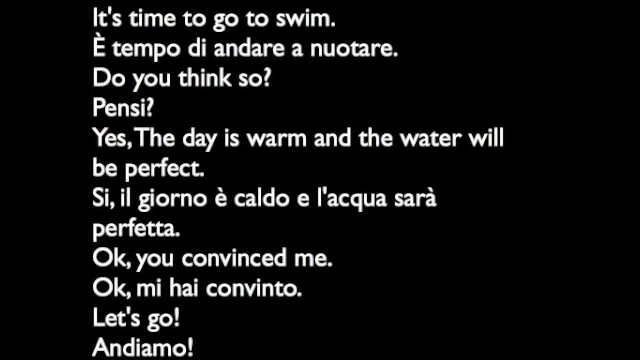 It's time to go to swim.
È tempo di andare a nuotare.
Do you think so?
Pensi?
Yes, The day is warm and the water will
be perfect.
Si, il giorno è caldo e l'acqua sarà
perfetta.
Ok, you convinced me.
Ok, mi hai convinto.
Let's go!
Andiamo!